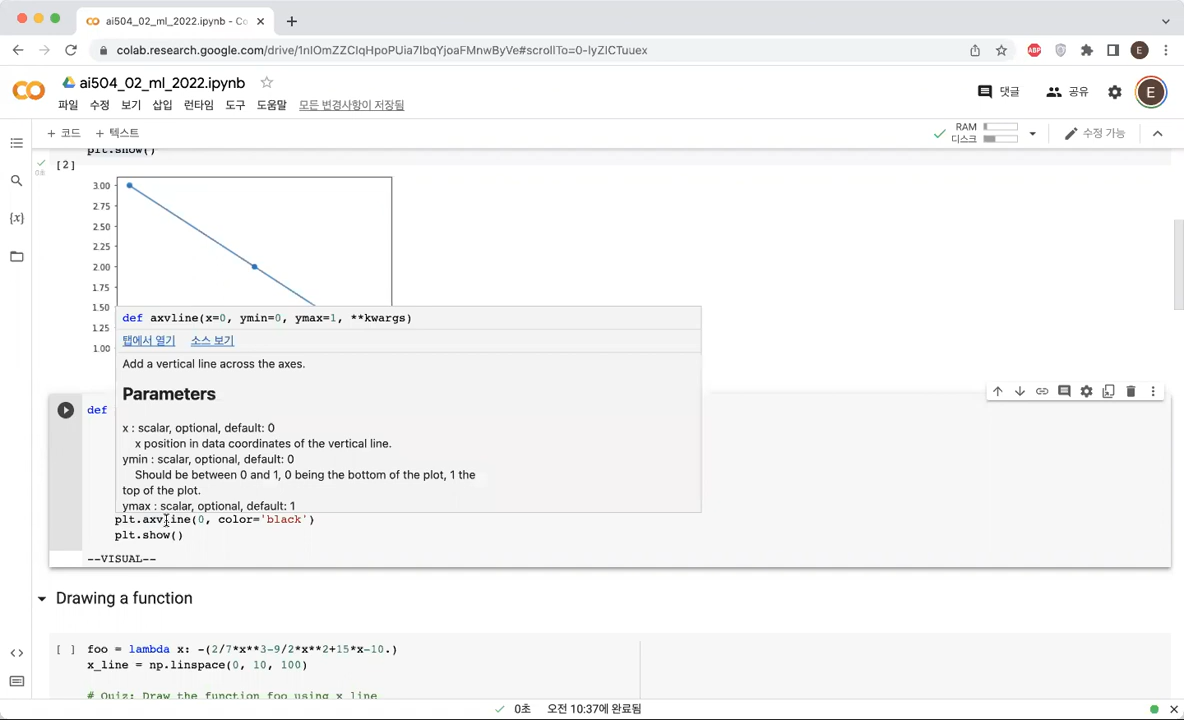 ai504_02_ml_2022.ipynb - Co
colab.research.google.com/drive/1nIOmZZCIqHpoPUia7IbqYjoaFMnwByVe#scrollTo=0-IyZICTuuex
ABP
E
ai504_02_ml_2022.ipynb
파일 수정 보기 삽입 런타임 도구 도움말 모든 변경사항이 저장됨
댓글
공유
E
+ 코드 + 텍스트
RAM
디스크
수정 가능
plt.show()
[2]
0초
3.00
2.75
2.50
2.25
2.00
1.75
1.50
1.25
1.00
def axvline(x=0, ymin=0, ymax=1, **kwargs)
탭에서 열기 소스 보기
Add a vertical line across the axes.
Parameters
x : scalar, optional, default: 0
x position in data coordinates of the vertical line.
ymin : scalar, optional, default: 0
Should be between 0 and 1, 0 being the bottom of the plot, 1 the
top of the plot.
ymax : scalar, optional, default: 1
def
plt.axvline(0, color='black')
plt.show()
--VISUAL--
Drawing a function
[ ] foo = lambda x: -(2/7*x**3-9/2*x**2+15*x-10.)
x_line = np.linspace(0, 10, 100)
# Quiz: Draw the function foo using x_line
0초 오전 10:37에 완료됨